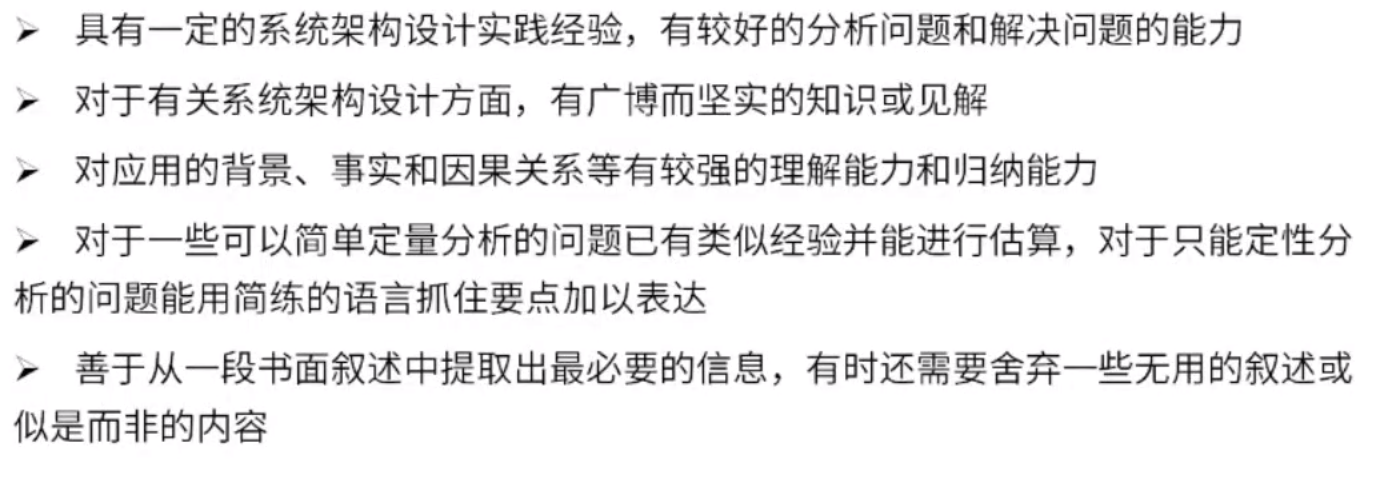 ➢ 具有一定的系统架构设计实践经验，有较好的分析问题和解决问题的能力
➢ 对于有关系统架构设计方面，有广博而坚实的知识或见解
➢ 对应用的背景、事实和因果关系等有较强的理解能力和归纳能力
➢ 对于一些可以简单定量分析的问题已有类似经验并能进行估算，对于只能定性分
析的问题能用简练的语言抓住要点加以表达
➢ 善于从一段书面叙述中提取出最必要的信息，有时还需要舍弃一些无用的叙述或
似是而非的内容